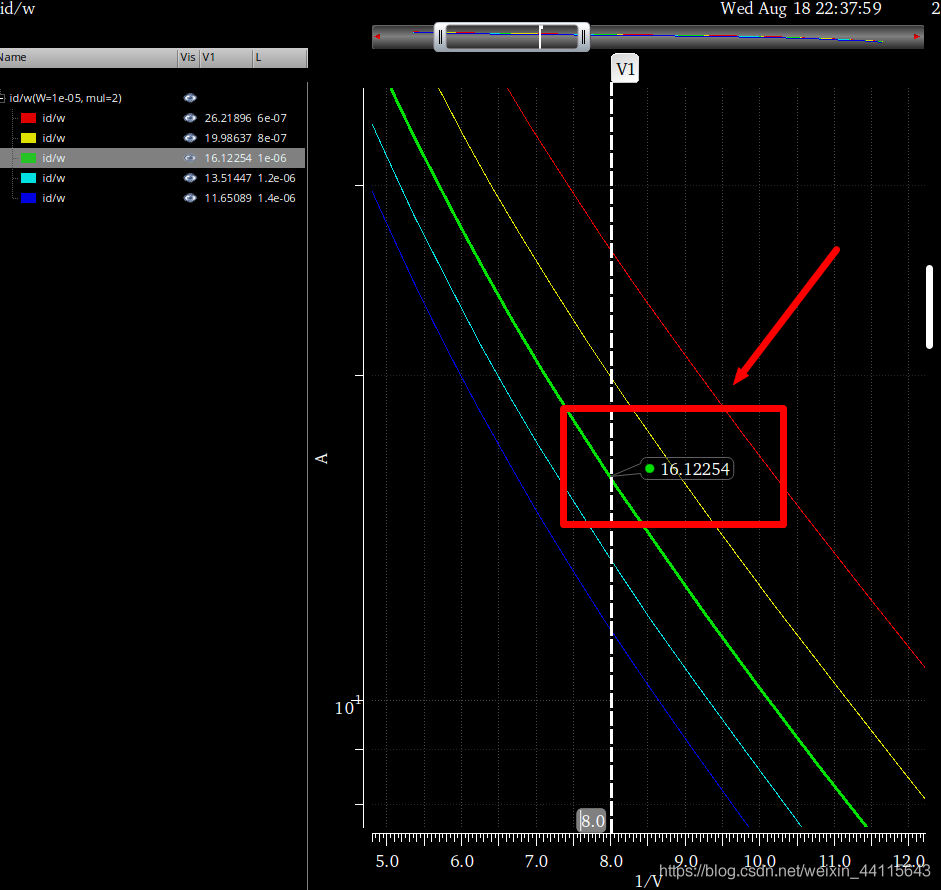 id/w
Wed Aug 18 22:37:59 2
Name Vis V1 L
V1
id/w(W=1e-05, mul=2)
id/w 26.21896 6e-07
id/w 19.98637 8e-07
id/w 16.12254 1e-06
id/w 13.51447 1.2e-06
id/w 11.65089 1.4e-06
A
16.12254
10¹
8.0
5.0 6.0 7.0 8.0 9.0 10.0 11.0 12.0
1/V
https://blog.csdn.net/weixin_44115643